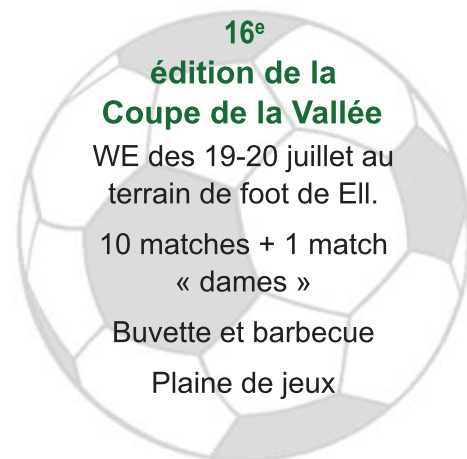 16e
édition de la
Coupe de la Vallée
WE des 19-20 juillet au
terrain de foot de Ell.
10 matches + 1 match
« dames »
Buvette et barbecue
Plaine de jeux